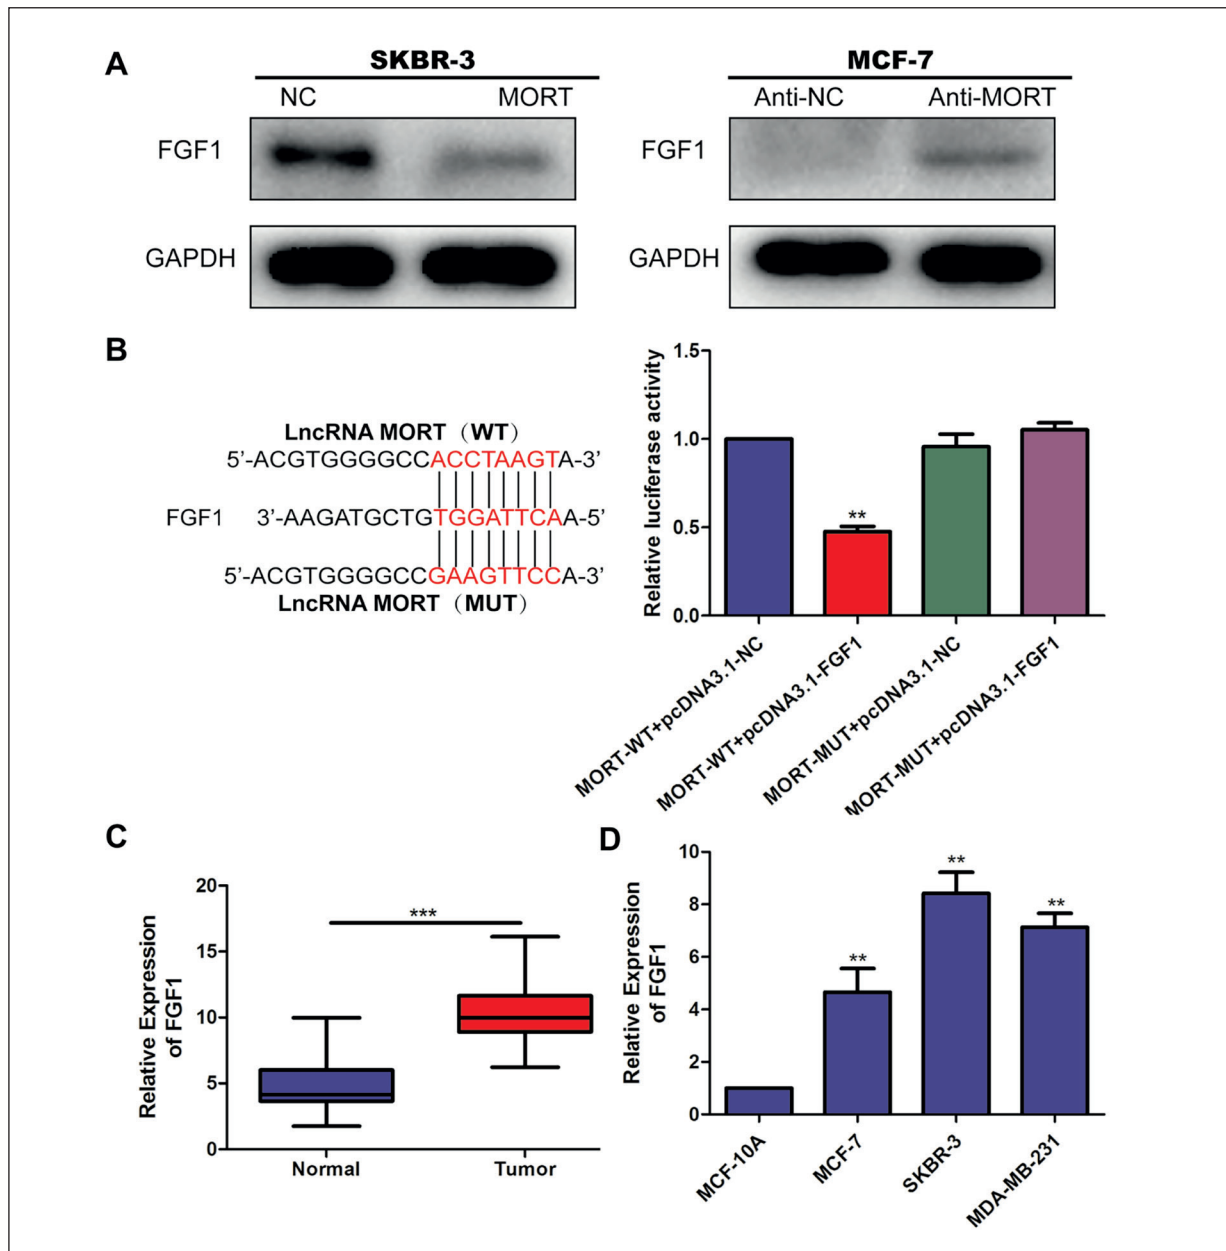 A
SKBR-3
MCF-7
NC MORT
Anti-NC Anti-MORT
FGF1
FGF1
GAPDH
GAPDH
B
LncRNA MORT（WT）
5’-ACGTGGGGCCACCTAAGTA-3’
FGF1 3’-AAGATGCTGTGGATTCAA-5’
5’-ACGTGGGGCCGAAGTTCCA-3’
LncRNA MORT（MUT）
Relative luciferase activity
1.5
1.0
0.5
0.0
**
MORT-WT+pcDNA3.1-NC
MORT-WT+pcDNA3.1-FGF1
MORT-MUT+pcDNA3.1-NC
MORT-MUT+pcDNA3.1-FGF1
C
Relative Expression
of FGF1
20
15
10
5
0
***
Normal Tumor
D
Relative Expression
of FGF1
10
8
6
4
2
0
**
**
**
MCF-10A
MCF-7
SKBR-3
MDA-MB-231